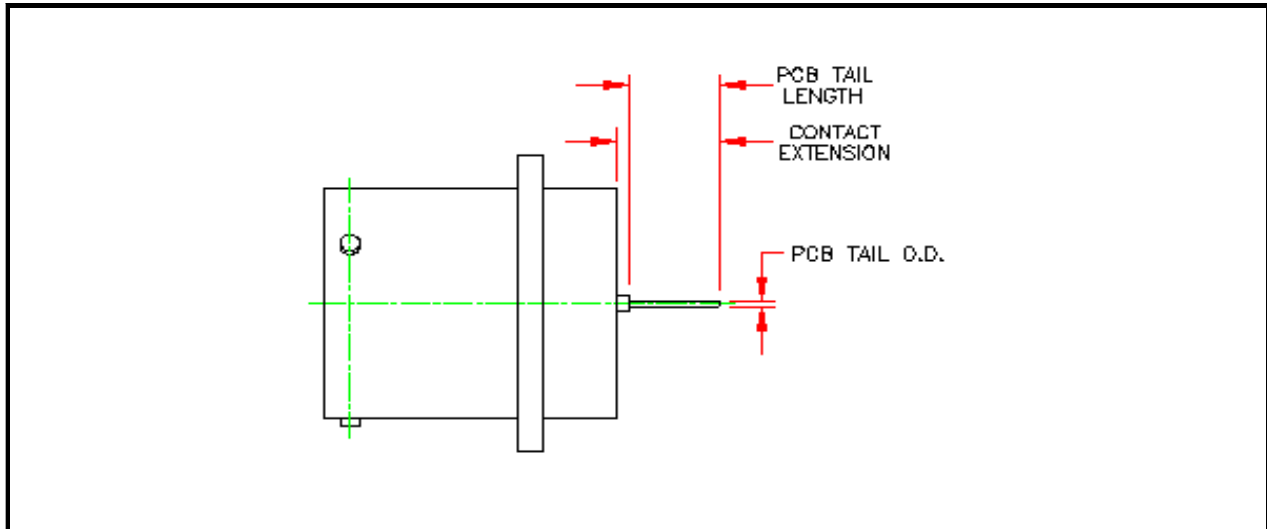 PCB TAIL
LENGTH
CONTACT
EXTENSION
PCB TAIL O.D.